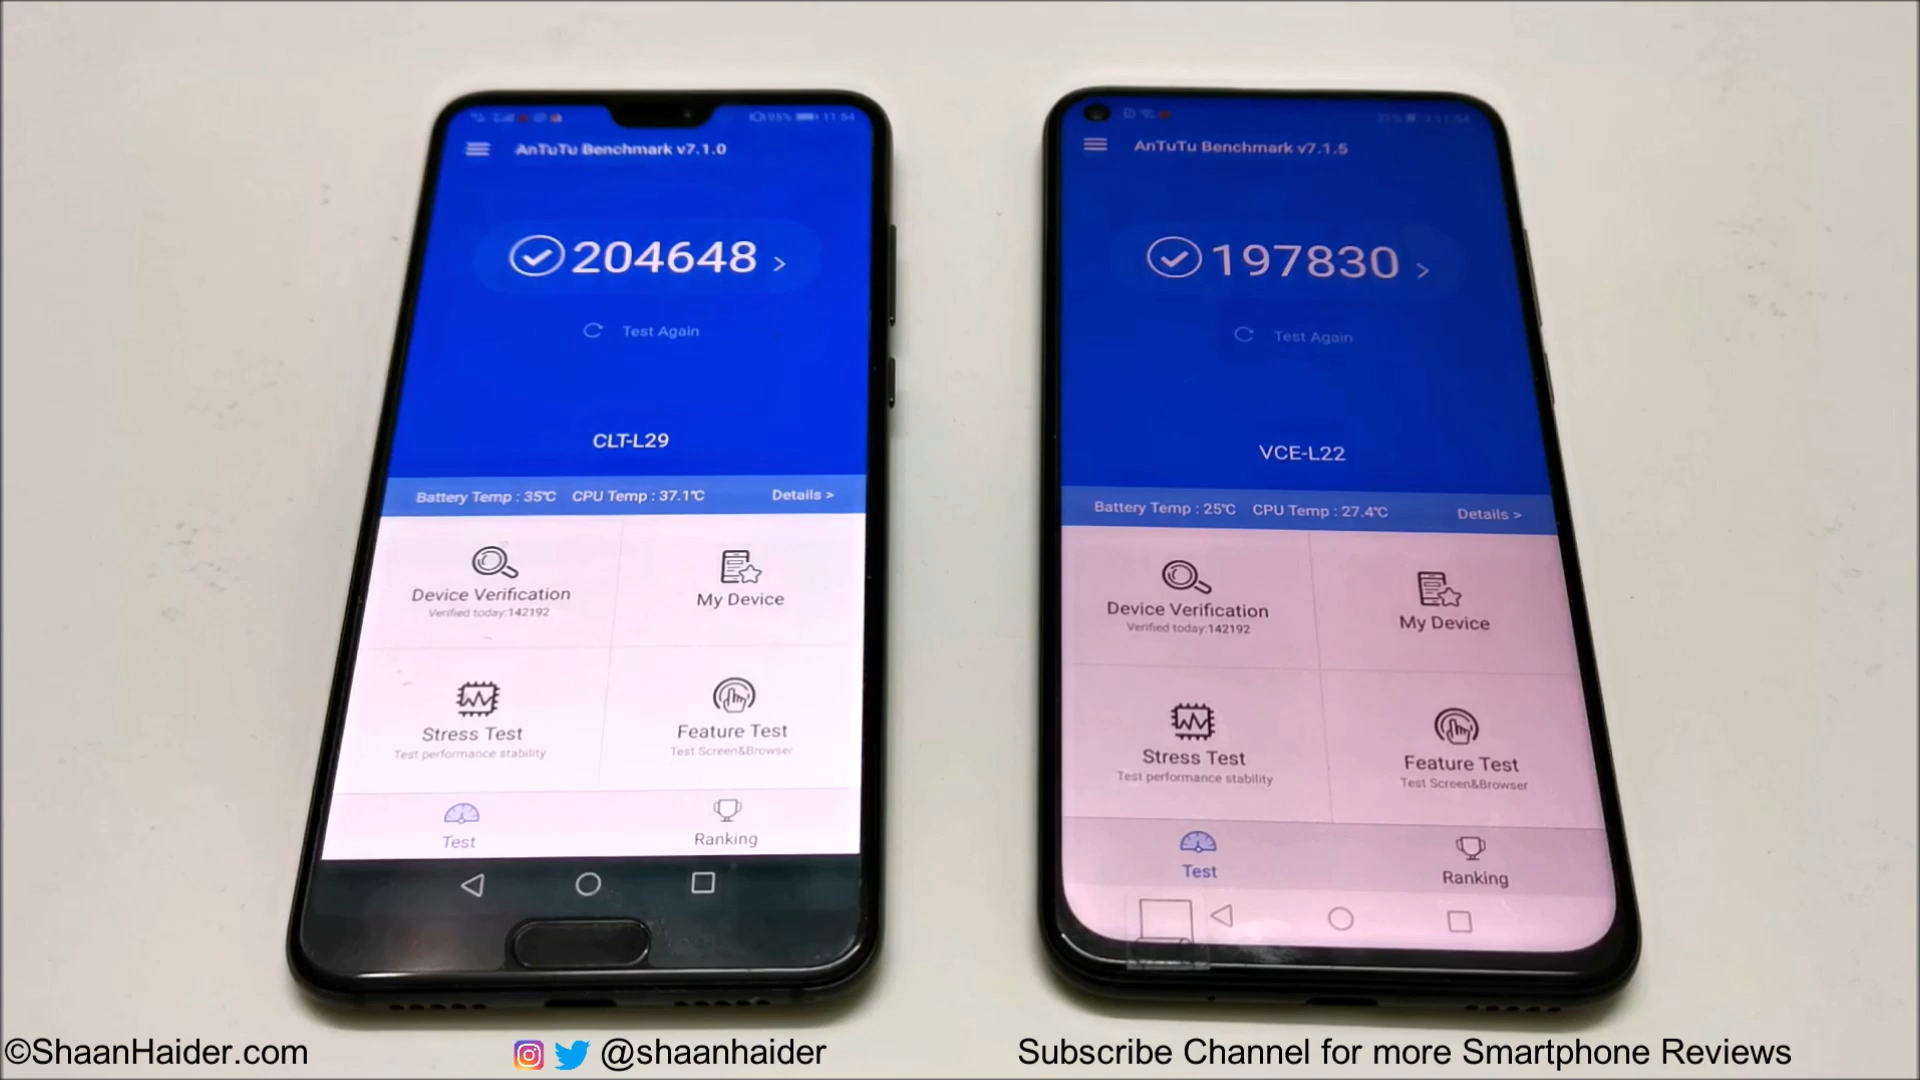 95% 11:54
AnTuTu Benchmark v7.1.0
204648 >
Test Again
CLT-L29
Battery Temp : 35℃ CPU Temp : 37.1℃ Details >
Device Verification
Verified today:142192
My Device
Stress Test
Test performance stability
Feature Test
Test Screen&Browser
Test
Ranking
AnTuTu Benchmark v7.1.5
197830 >
Test Again
VCE-L22
Battery Temp : 25℃ CPU Temp : 27.4℃ Details >
Device Verification
Verified today:142192
My Device
Stress Test
Test performance stability
Feature Test
Test Screen&Browser
Test
Ranking
©ShaanHaider.com
@shaanhaider
Subscribe Channel for more Smartphone Reviews